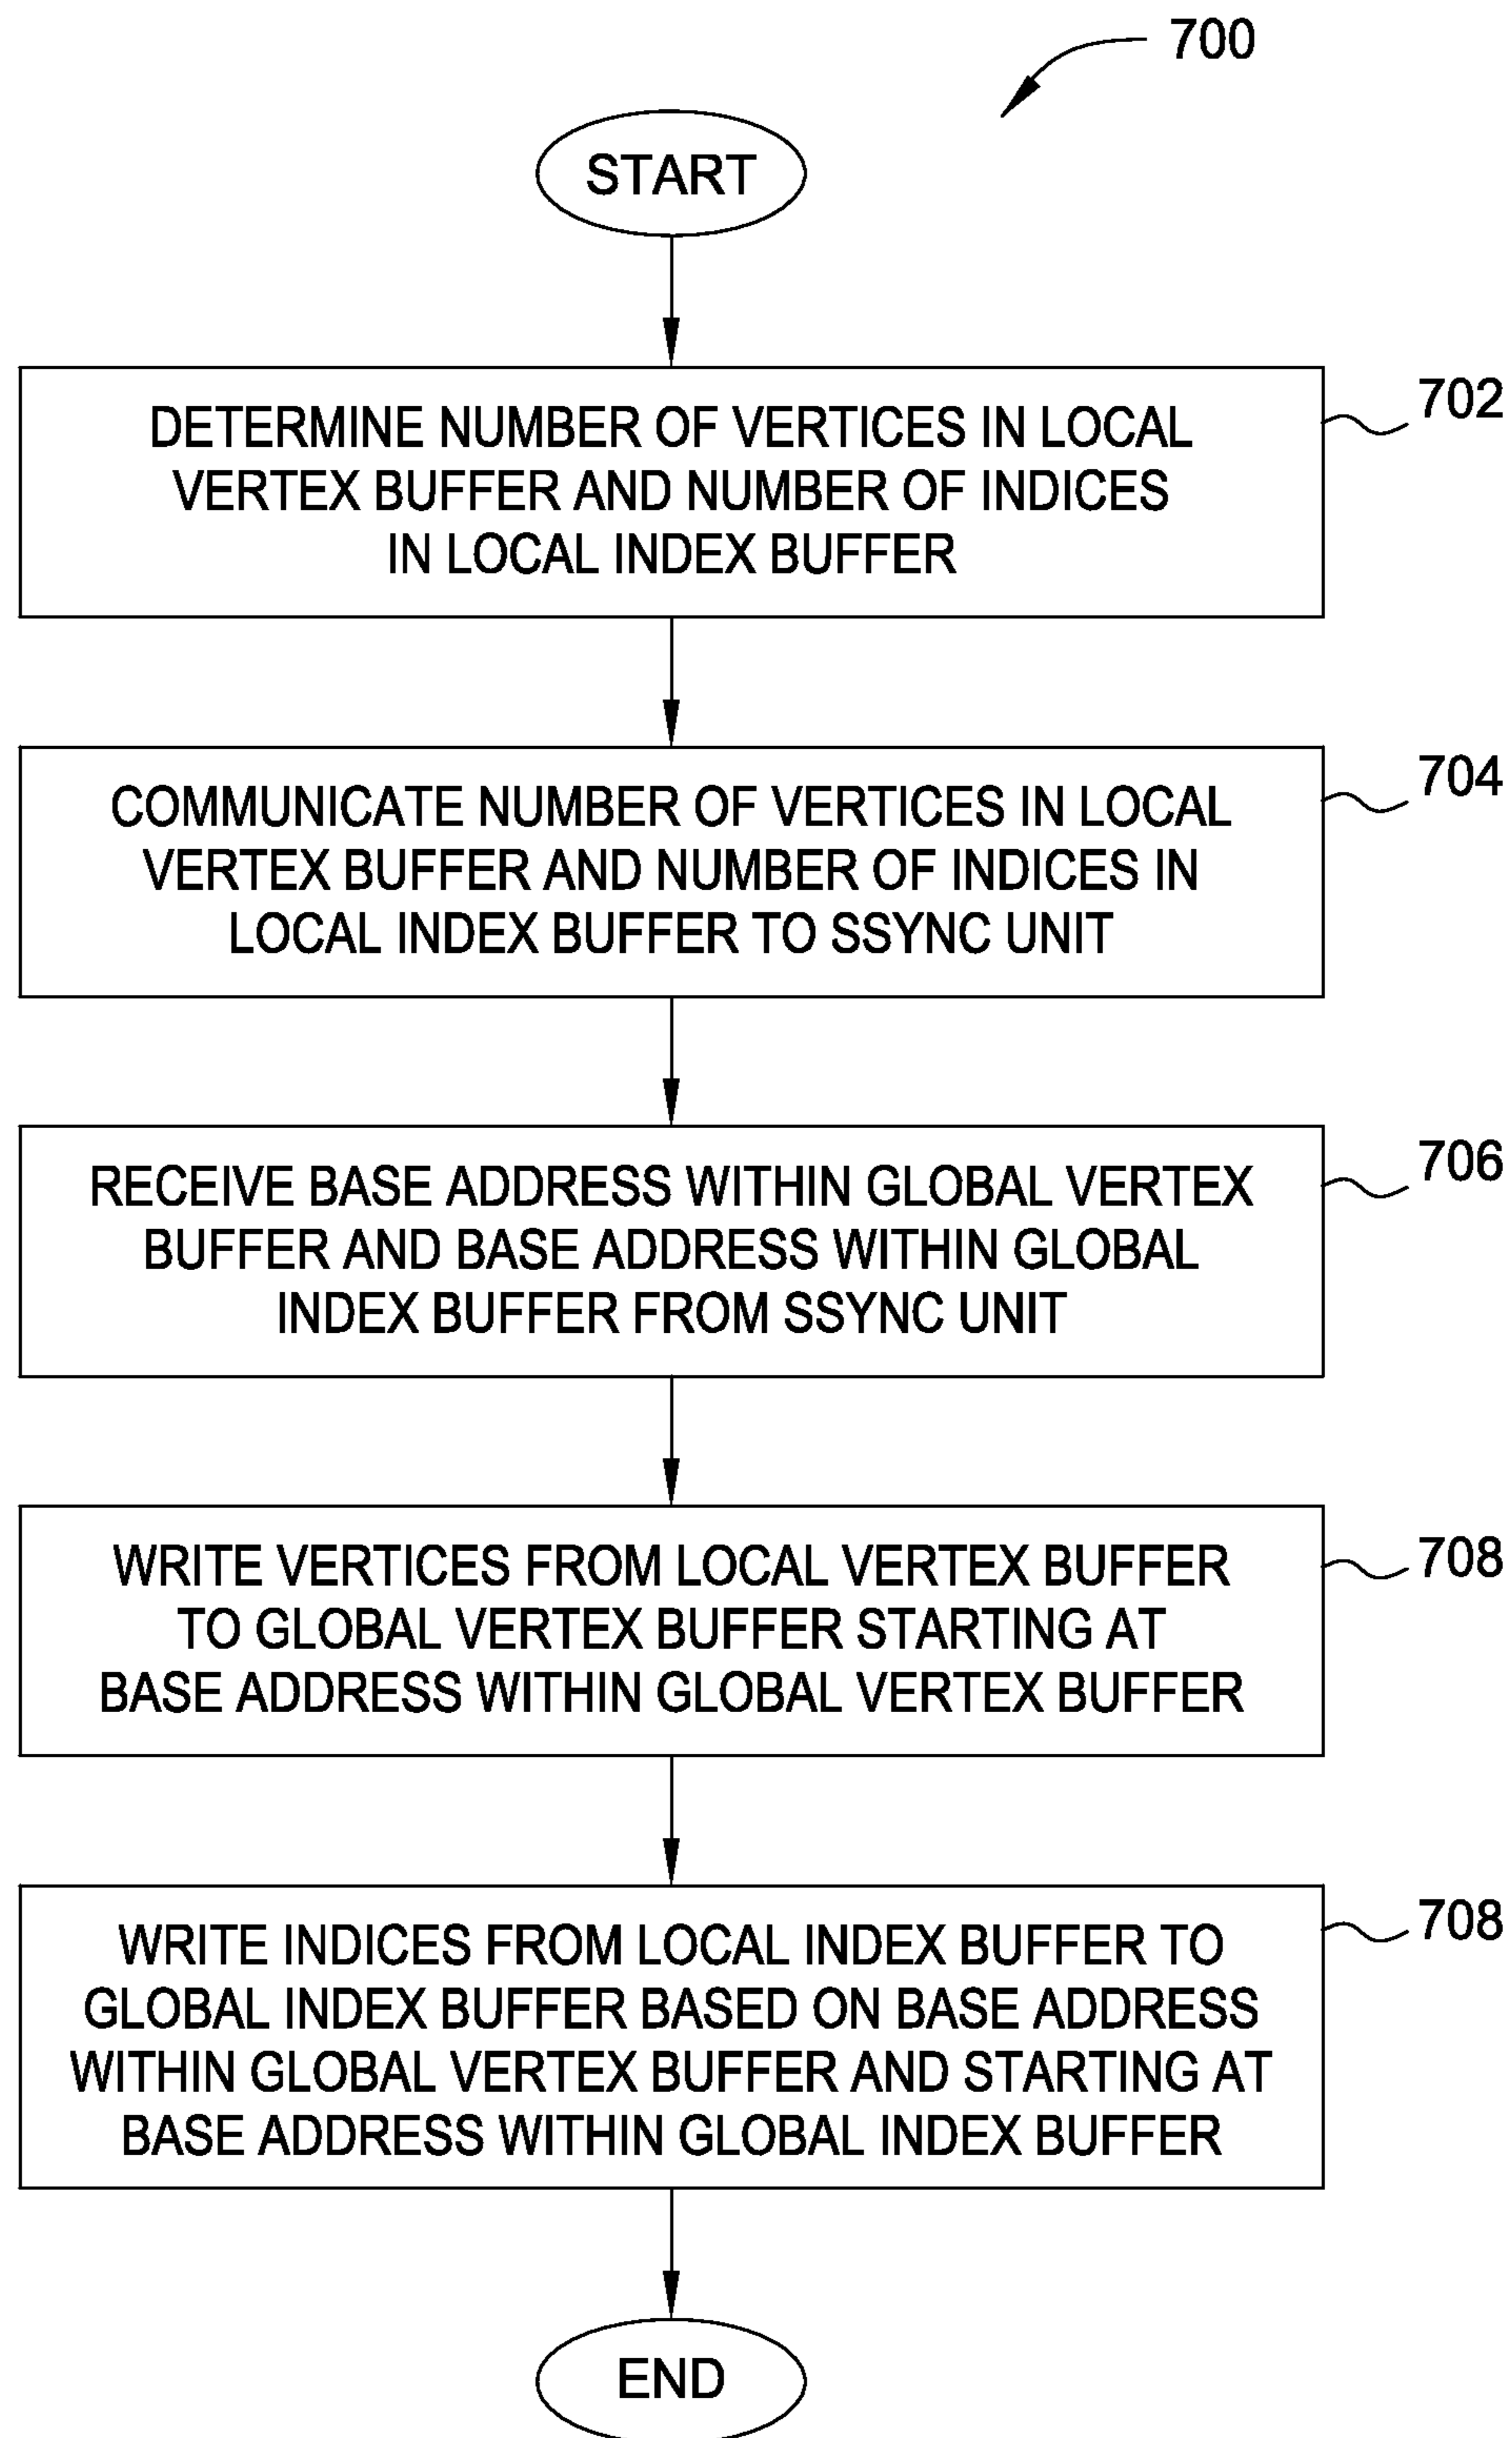 700
START
702
DETERMINE NUMBER OF VERTICES IN LOCAL
VERTEX BUFFER AND NUMBER OF INDICES
IN LOCAL INDEX BUFFER
704
COMMUNICATE NUMBER OF VERTICES IN LOCAL
VERTEX BUFFER AND NUMBER OF INDICES IN
LOCAL INDEX BUFFER TO SSYNC UNIT
706
RECEIVE BASE ADDRESS WITHIN GLOBAL VERTEX
BUFFER AND BASE ADDRESS WITHIN GLOBAL
INDEX BUFFER FROM SSYNC UNIT
708
WRITE VERTICES FROM LOCAL VERTEX BUFFER
TO GLOBAL VERTEX BUFFER STARTING AT
BASE ADDRESS WITHIN GLOBAL VERTEX BUFFER
708
WRITE INDICES FROM LOCAL INDEX BUFFER TO
GLOBAL INDEX BUFFER BASED ON BASE ADDRESS
WITHIN GLOBAL VERTEX BUFFER AND STARTING AT
BASE ADDRESS WITHIN GLOBAL INDEX BUFFER
END